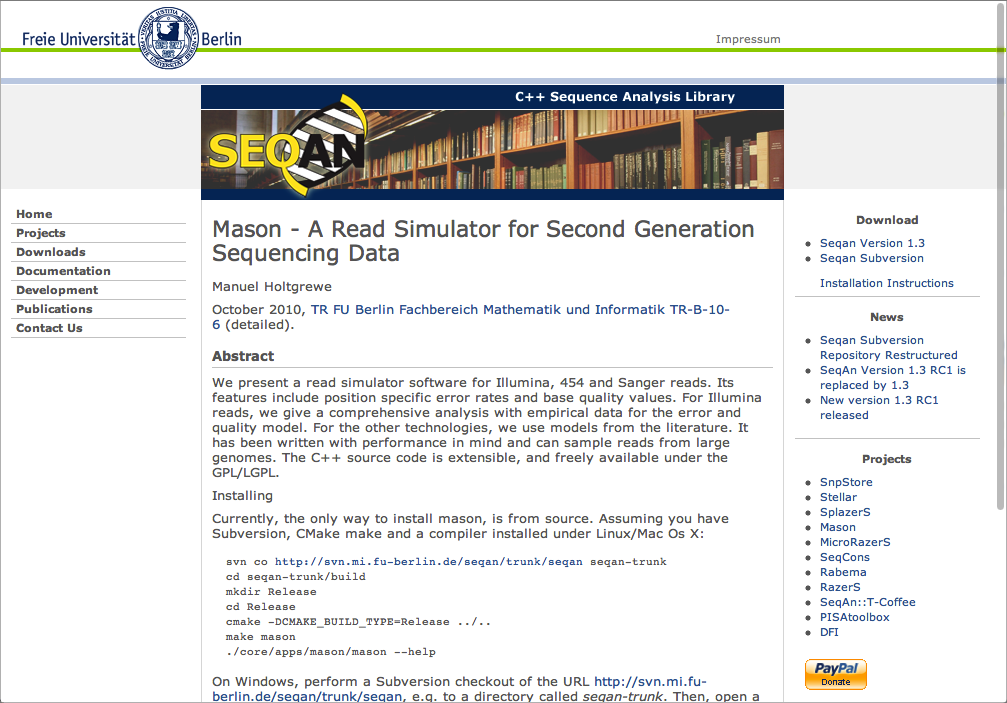 Freie Universität Berlin
VERITAS IUSTITIA LIBERTAS
FREIE UNIVERSITÄT BERLIN
Impressum
C++ Sequence Analysis Library
SEQAN
Home
Projects
Downloads
Documentation
Development
Publications
Contact Us
Mason - A Read Simulator for Second Generation
Sequencing Data
Manuel Holtgrewe
October 2010, TR FU Berlin Fachbereich Mathematik und Informatik TR-B-10-
6 (detailed).
Abstract
We present a read simulator software for Illumina, 454 and Sanger reads. Its
features include position specific error rates and base quality values. For Illumina
reads, we give a comprehensive analysis with empirical data for the error and
quality model. For the other technologies, we use models from the literature. It
has been written with performance in mind and can sample reads from large
genomes. The C++ source code is extensible, and freely available under the
GPL/LGPL.
Installing
Currently, the only way to install mason, is from source. Assuming you have
Subversion, CMake make and a compiler installed under Linux/Mac Os X:
svn co http://svn.mi.fu-berlin.de/seqan/trunk/seqan seqan-trunk
cd seqan-trunk/build
mkdir Release
cd Release
cmake -DCMAKE_BUILD_TYPE=Release ../..
make mason
./core/apps/mason/mason --help
On Windows, perform a Subversion checkout of the URL http://svn.mi.fu-
berlin.de/seqan/trunk/seqan, e.g. to a directory called seqan-trunk. Then, open a
Download
Seqan Version 1.3
Seqan Subversion
Installation Instructions
News
Seqan Subversion
Repository Restructured
SeqAn Version 1.3 RC1 is
replaced by 1.3
New version 1.3 RC1
released
Projects
SnpStore
Stellar
SplazerS
Mason
MicroRazerS
SeqCons
Rabema
RazerS
SeqAn::T-Coffee
PISAtoolbox
DFI
PayPal
Donate